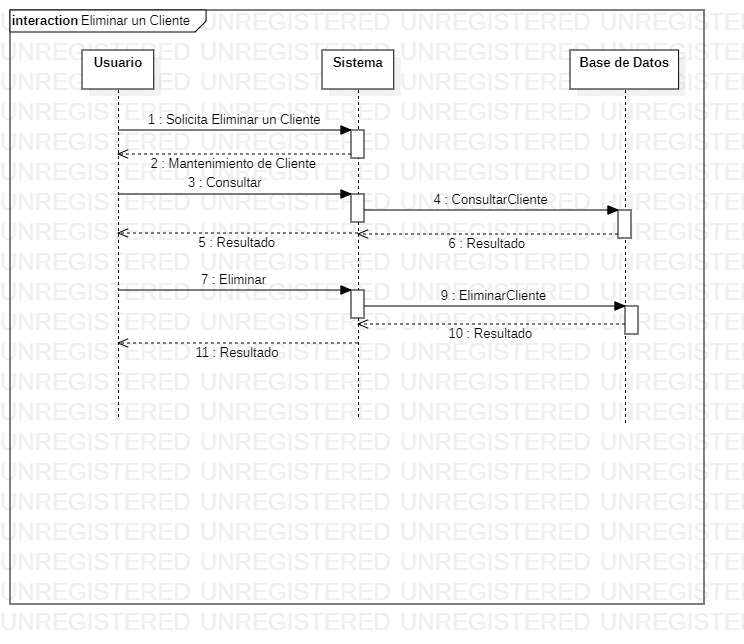 interaction Eliminar un Cliente
Usuario
Sistema
Base de Datos
1 : Solicita Eliminar un Cliente
2 : Mantenimiento de Cliente
3 : Consultar
4 : ConsultarCliente
5 : Resultado
6 : Resultado
7 : Eliminar
9 : EliminarCliente
10 : Resultado
11 : Resultado
UNREGISTERED UNREGISTERED UNREGISTERED UNREGISTERED